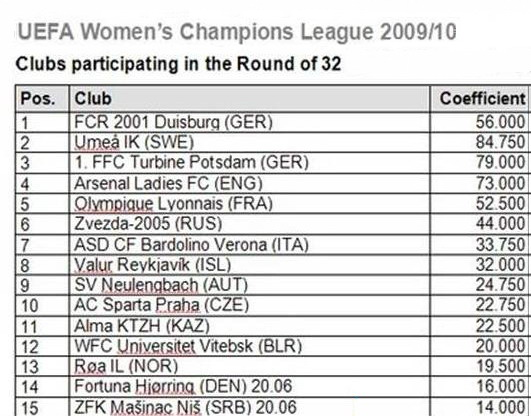 UEFA Women's Champions League 2009/10
Clubs participating in the Round of 32
Pos. Club Coefficient
1 FCR 2001 Duisburg (GER) 56.000
2 Umeå IK (SWE) 84.750
3 1. FFC Turbine Potsdam (GER) 79.000
4 Arsenal Ladies FC (ENG) 73.000
5 Olympique Lyonnais (FRA) 52.500
6 Zvezda-2005 (RUS) 44.000
7 ASD CF Bardolino Verona (ITA) 33.750
8 Valur Reykjavík (ISL) 32.000
9 SV Neulengbach (AUT) 24.750
10 AC Sparta Praha (CZE) 22.750
11 Alma KTZH (KAZ) 22.500
12 WFC Universitet Vitebsk (BLR) 20.000
13 Røa IL (NOR) 19.500
14 Fortuna Hjørring (DEN) 20.06 16.000
15 ZFK Mašinac Niš (SRB) 20.06 14.000